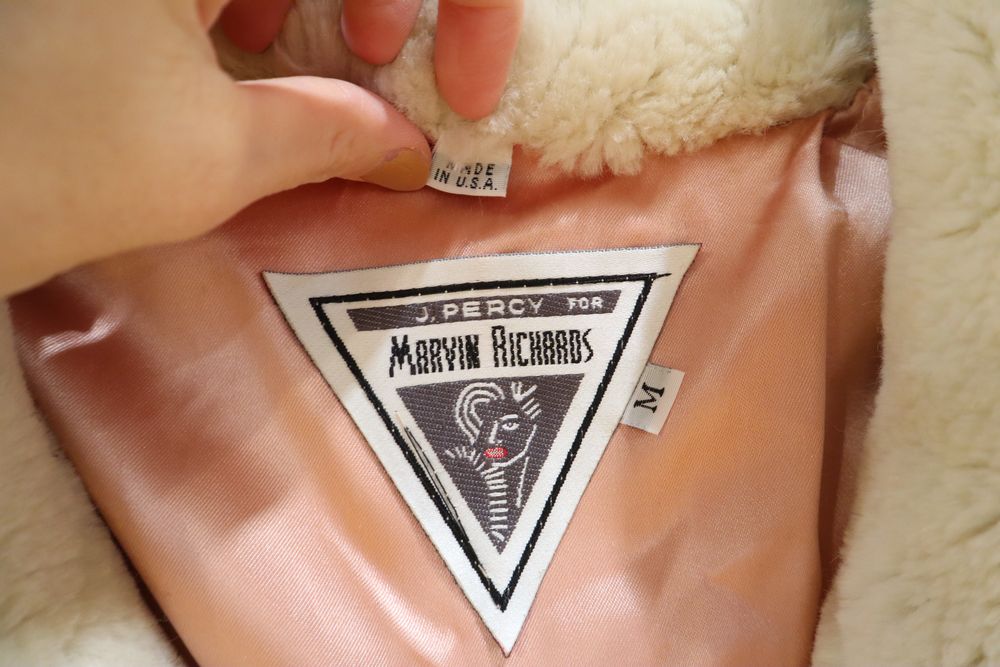 MADE
IN U.S.A.
J. PERCY FOR
MARVIN RICHARDS
M